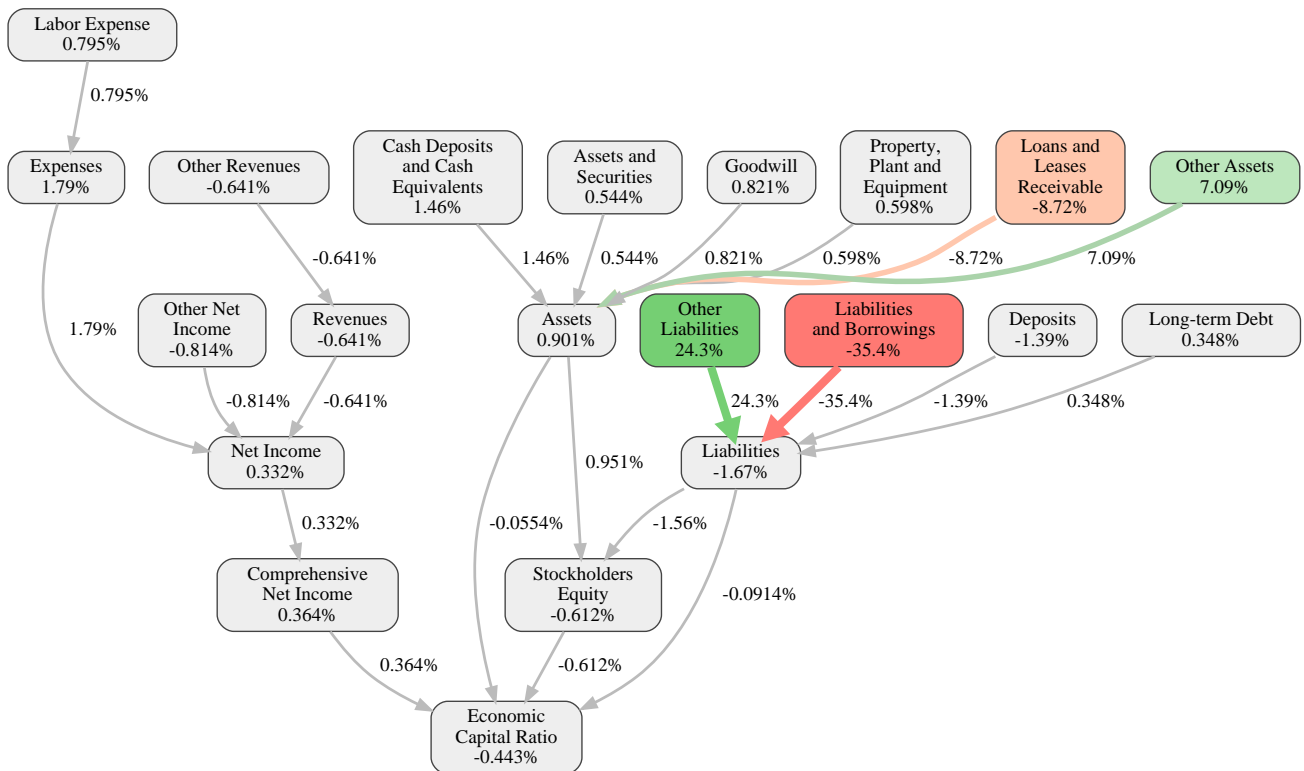 Labor Expense
0.795%
0.795%
Expenses
1.79%
Other Revenues
-0.641%
Cash Deposits
and Cash
Equivalents
1.46%
Assets and
Securities
0.544%
Goodwill
0.821%
Property,
Plant and
Equipment
0.598%
Loans and
Leases
Receivable
-8.72%
Other Assets
7.09%
-0.641%
1.46%
0.544%
0.821%
0.598%
-8.72%
7.09%
1.79%
Other Net
Income
-0.814%
Revenues
-0.641%
Assets
0.901%
Other
Liabilities
24.3%
Liabilities
and Borrowings
-35.4%
Deposits
-1.39%
Long-term Debt
0.348%
-0.814%
-0.641%
24.3%
-35.4%
-1.39%
0.348%
Net Income
0.332%
0.951%
Liabilities
-1.67%
0.332%
-0.0554%
-1.56%
Comprehensive
Net Income
0.364%
Stockholders
Equity
-0.612%
-0.0914%
0.364%
-0.612%
Economic
Capital Ratio
-0.443%